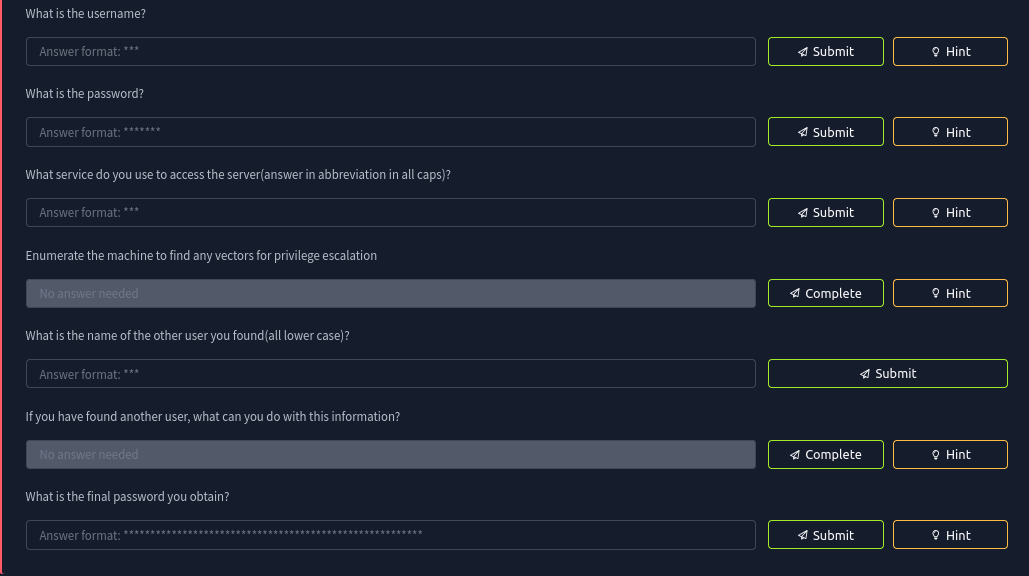 What is the username?
Answer format: *** Submit Hint
What is the password?
Answer format: ******* Submit Hint
What service do you use to access the server(answer in abbreviation in all caps)?
Answer format: *** Submit Hint
Enumerate the machine to find any vectors for privilege escalation
No answer needed Complete Hint
What is the name of the other user you found(all lower case)?
Answer format: *** Submit
If you have found another user, what can you do with this information?
No answer needed Complete Hint
What is the final password you obtain?
Answer format: ********************************************************* Submit Hint